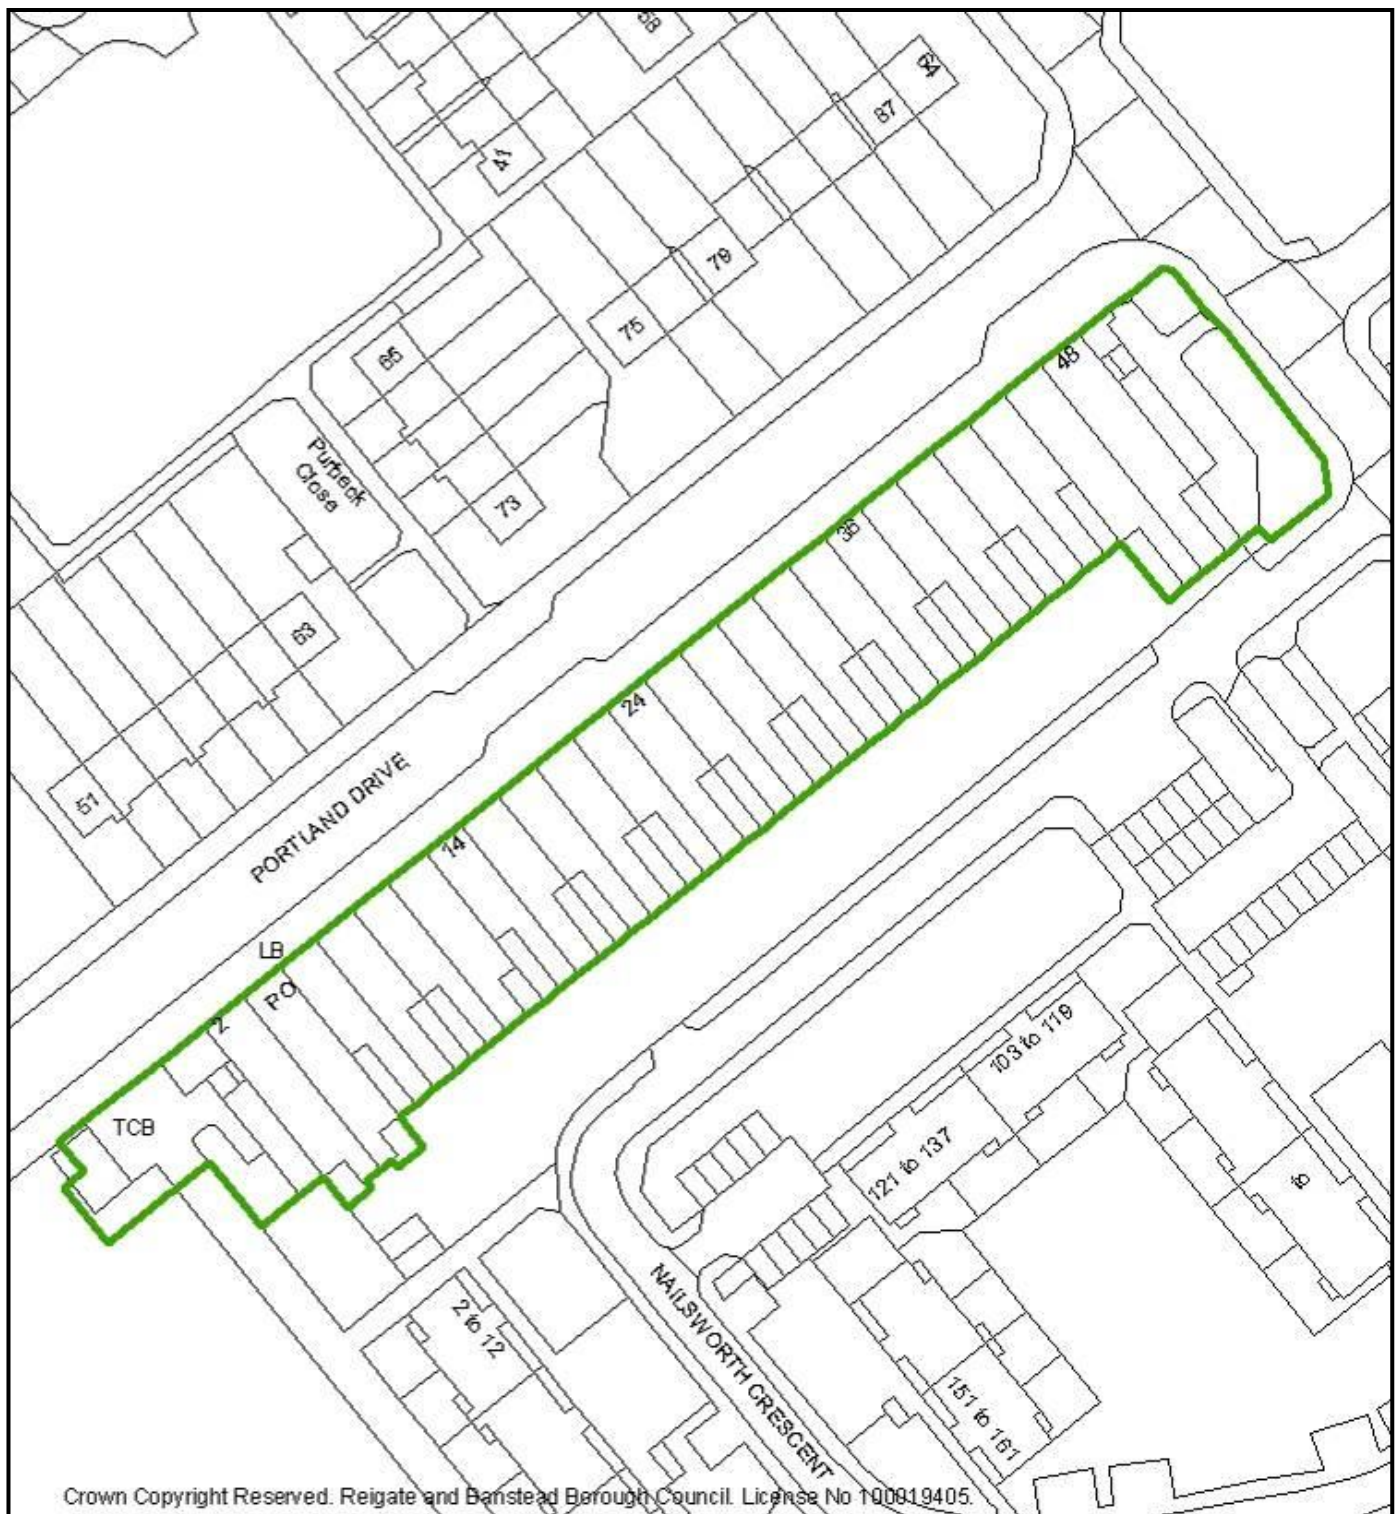 58
64
87
41
79
75
65
48
Purbeck
Close
73
36
63
24
51
PORTLAND DRIVE
14
LB
PO
2
TCB
103 to 119
121 to 137
to
NAILSWORTH CRESCENT
2 to 12
151 to 161
Crown Copyright Reserved. Reigate and Banstead Borough Council. License No 100019405.